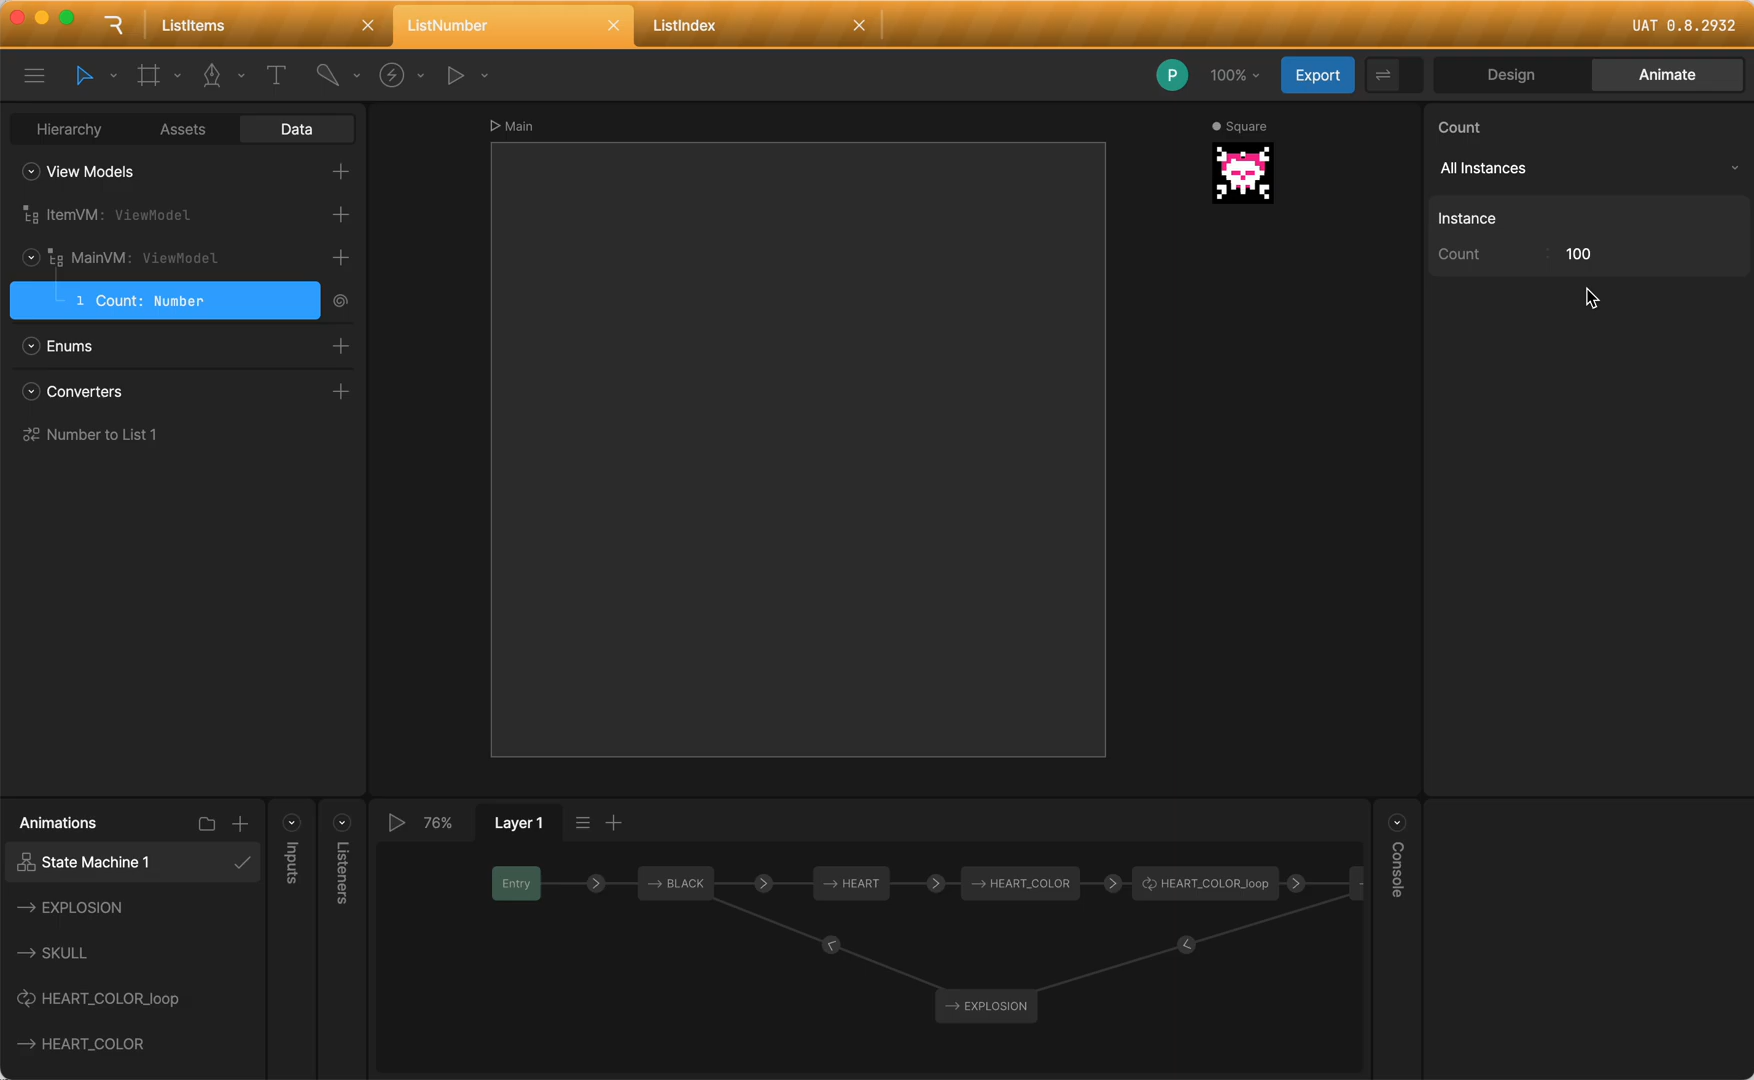 ListItems
ListNumber
ListIndex
UAT 0.8.2932
P
100%
Export
Design
Animate
Hierarchy
Assets
Data
View Models
ItemVM: ViewModel
MainVM: ViewModel
1 Count: Number
Enums
Converters
Number to List 1
Main
Square
Count
All Instances
Instance
Count : 100
Animations
State Machine 1
EXPLOSION
SKULL
HEART_COLOR_loop
HEART_COLOR
Inputs
Listeners
76%
Layer 1
Entry
BLACK
HEART
HEART_COLOR
HEART_COLOR_loop
EXPLOSION
Console